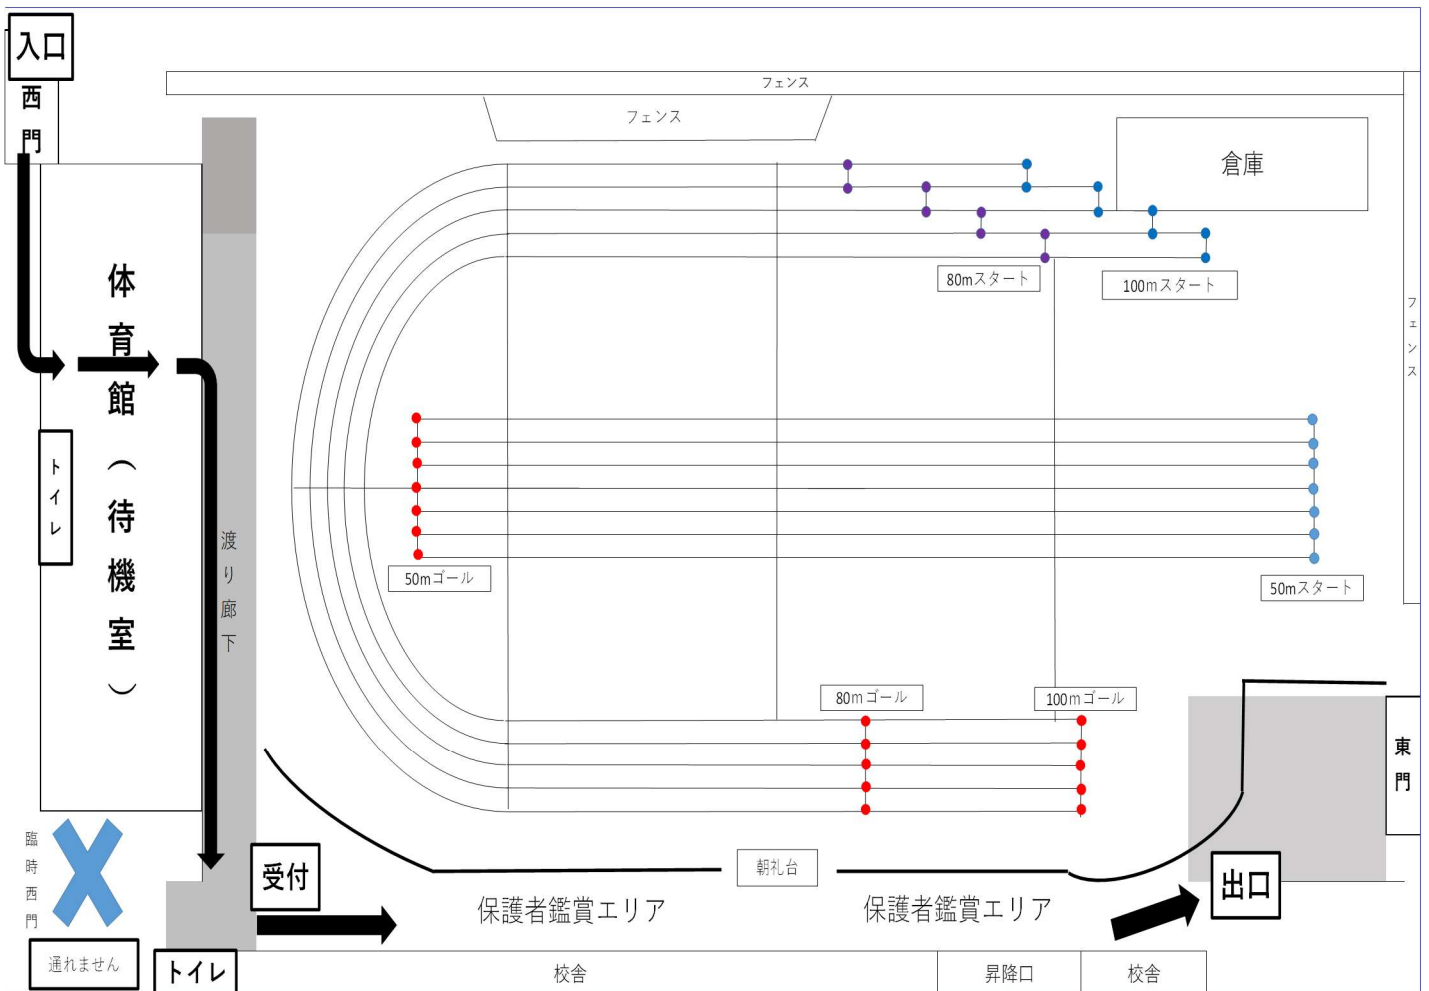 入口
西門
フェンス
フェンス
倉庫
80mスタート
100mスタート
フェンス
体育館(待機室)
トイレ
渡り廊下
50mゴール
50mスタート
80mゴール
100mゴール
東門
臨時西門
通れません
受付
トイレ
朝礼台
保護者鑑賞エリア
保護者鑑賞エリア
出口
校舎
昇降口
校舎